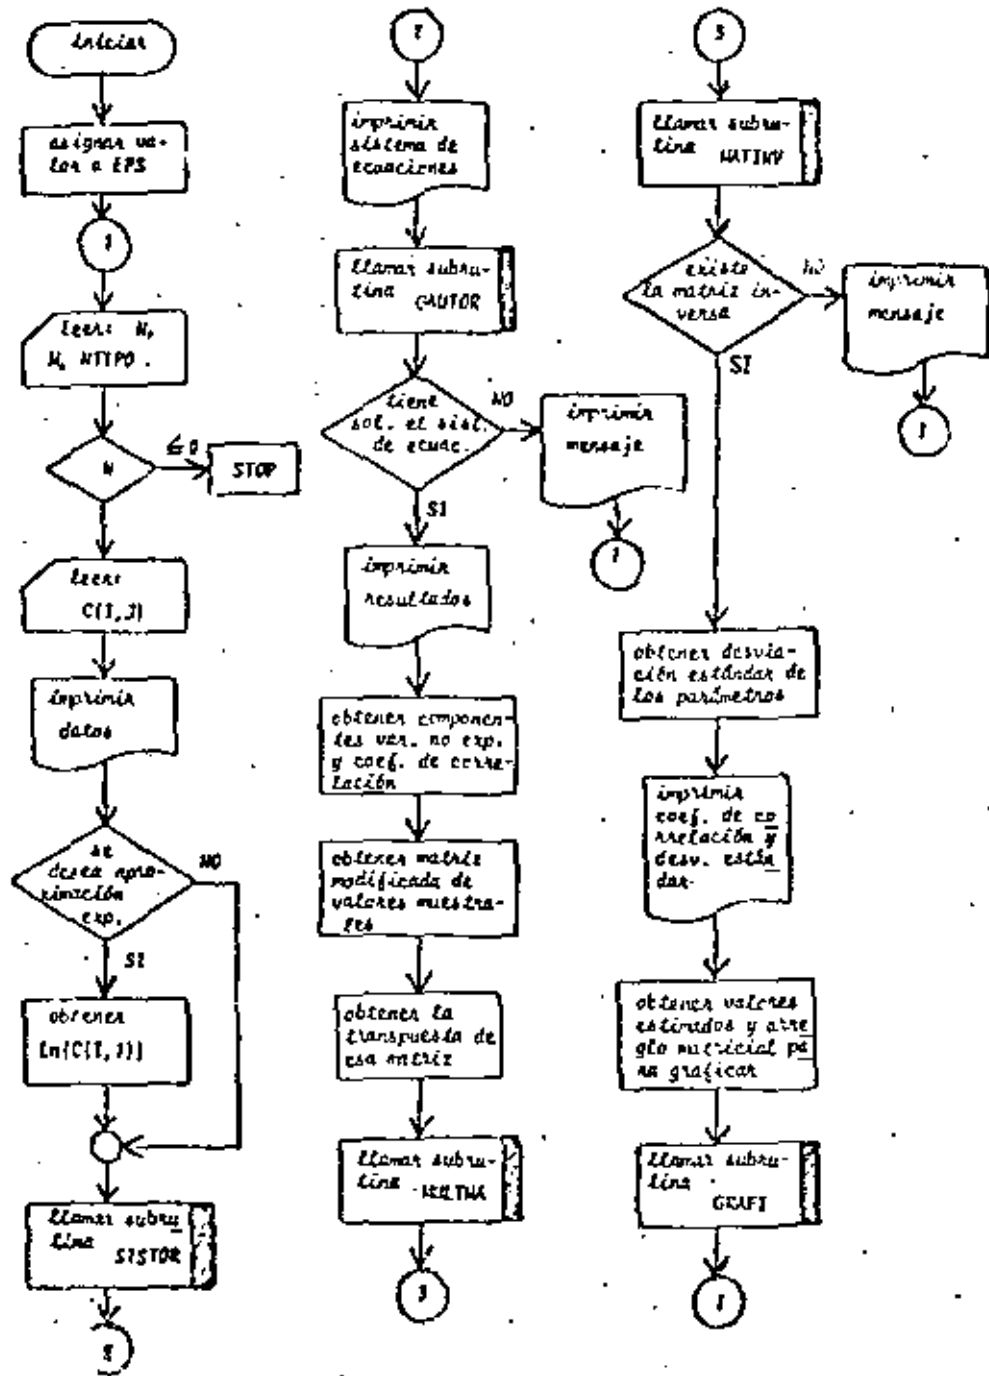 iniciar
asignar va-
lor a EPS
1
leer: N,
M, NTIPO.
N
≤ 0
STOP
leer:
C(I,J)
imprimir
datos
se
desea apro-
ximación
exp.
NO
SI
obtener
ln(C(I,J))
llamar subru
tina
SISTOR
2
2
imprimir
sistema de
ecuaciones
llamar subru-
tina
GAUTOR
tiene
sol. el sist.
de ecuac.
NO
imprimir
mensaje
1
SI
imprimir
resultados
obtener componen-
tes var. no exp.
y coef. de corre-
lación
obtener matriz
modificada de
valores muestra-
les
obtener la
transpuesta de
esa matriz
llamar subru-
tina
3
3
llamar subru-
tina
MATINV
existe
la matriz in-
versa
NO
imprimir
mensaje
1
SI
obtener desvia-
ción estándar de
los parámetros
imprimir
coef. de co
rrelación y
desv. están
dar
obtener valores
estimados y arre
glo matricial pa
ra graficar
llamar subru-
tina
GRAFI
1